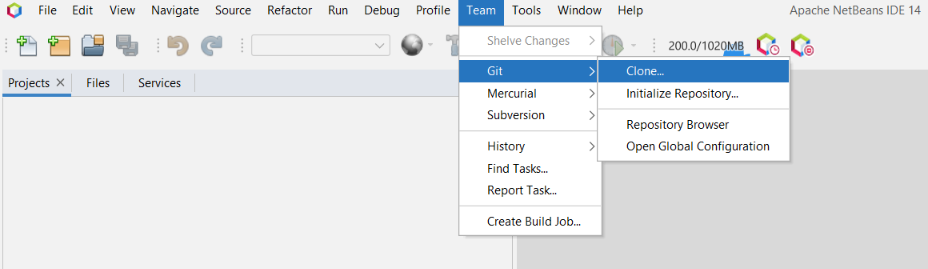 File Edit View Navigate Source Refactor Run Debug Profile Team Tools Window Help Apache NetBeans IDE 14
Shelve Changes
200.0/1020MB
Projects Files Services
Git
Clone...
Mercurial
Initialize Repository...
Subversion
Repository Browser
History
Open Global Configuration
Find Tasks...
Report Task...
Create Build Job...